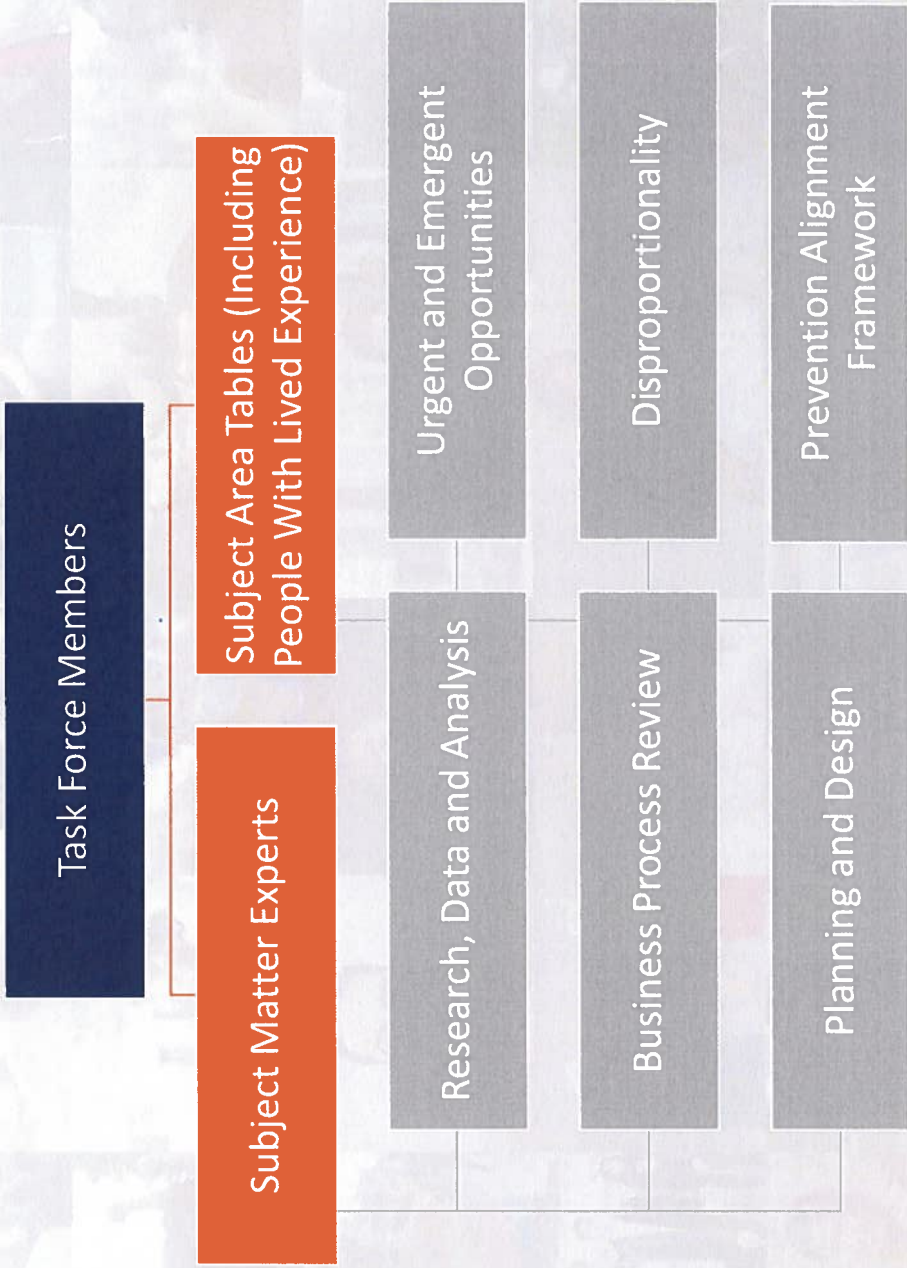 Task Force Members
Subject Matter Experts
Subject Area Tables (Including
People With Lived Experience)
Research, Data and Analysis
Urgent and Emergent
Opportunities
Business Process Review
Disproportionality
Planning and Design
Prevention Alignment
Framework